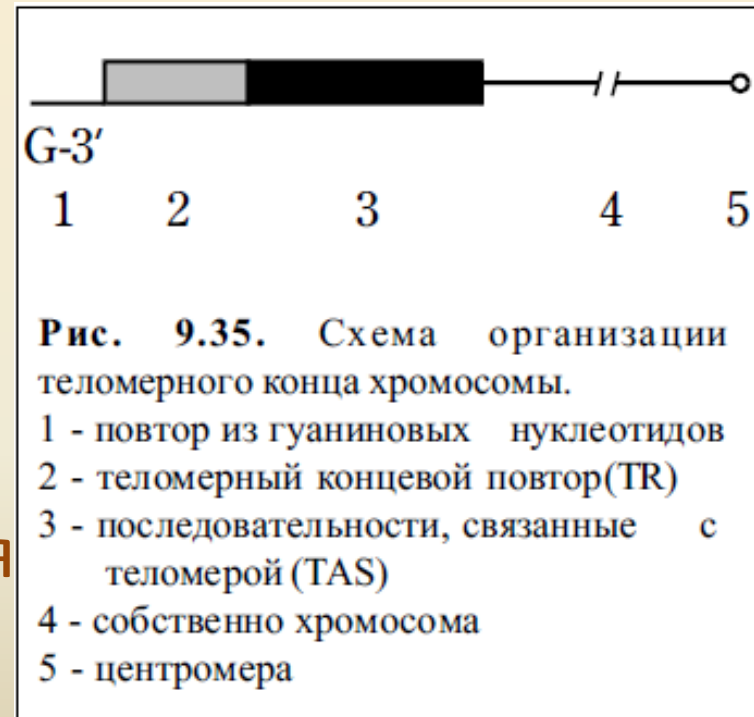 G-3′
1 2 3 4 5
Рис. 9.35. Схема организации
теломерного конца хромосомы.
1 - повтор из гуаниновых нуклеотидов
2 - теломерный концевой повтор(TR)
3 - последовательности, связанные с
теломерой (TAS)
4 - собственно хромосома
5 - центромера
я